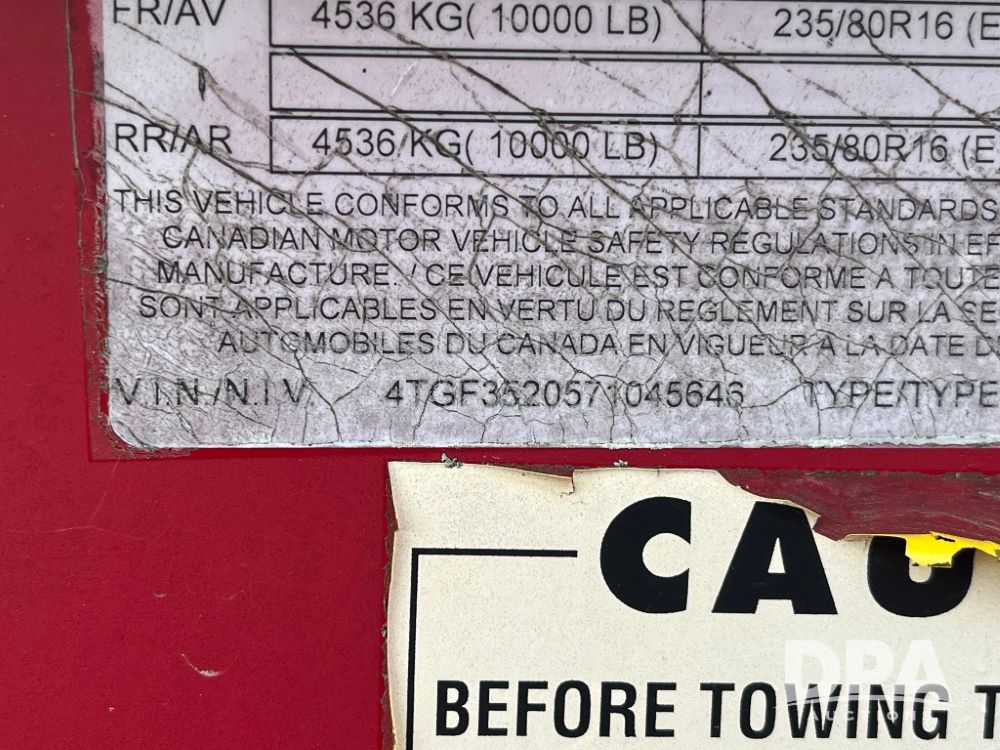 FR/AV 4536 KG( 10000 LB) 235/80R16 (E
RR/AR 4536 KG( 10000 LB) 235/80R16 (E
THIS VEHICLE CONFORMS TO ALL APPLICABLE STANDARDS
CANADIAN MOTOR VEHICLE SAFETY REGULATIONS IN EF
MANUFACTURE. / CE VEHICULE EST CONFORME A TOUTE
SONT APPLICABLES EN VERTU DU REGLEMENT SUR LA SE
AUTOMOBILES DU CANADA EN VIGUEUR A LA DATE D
V.I.N./N.I.V. 4TGF3520571045646 TYPE/TYPE
CAU
BEFORE TOWING T
DPA
AUCTIONS